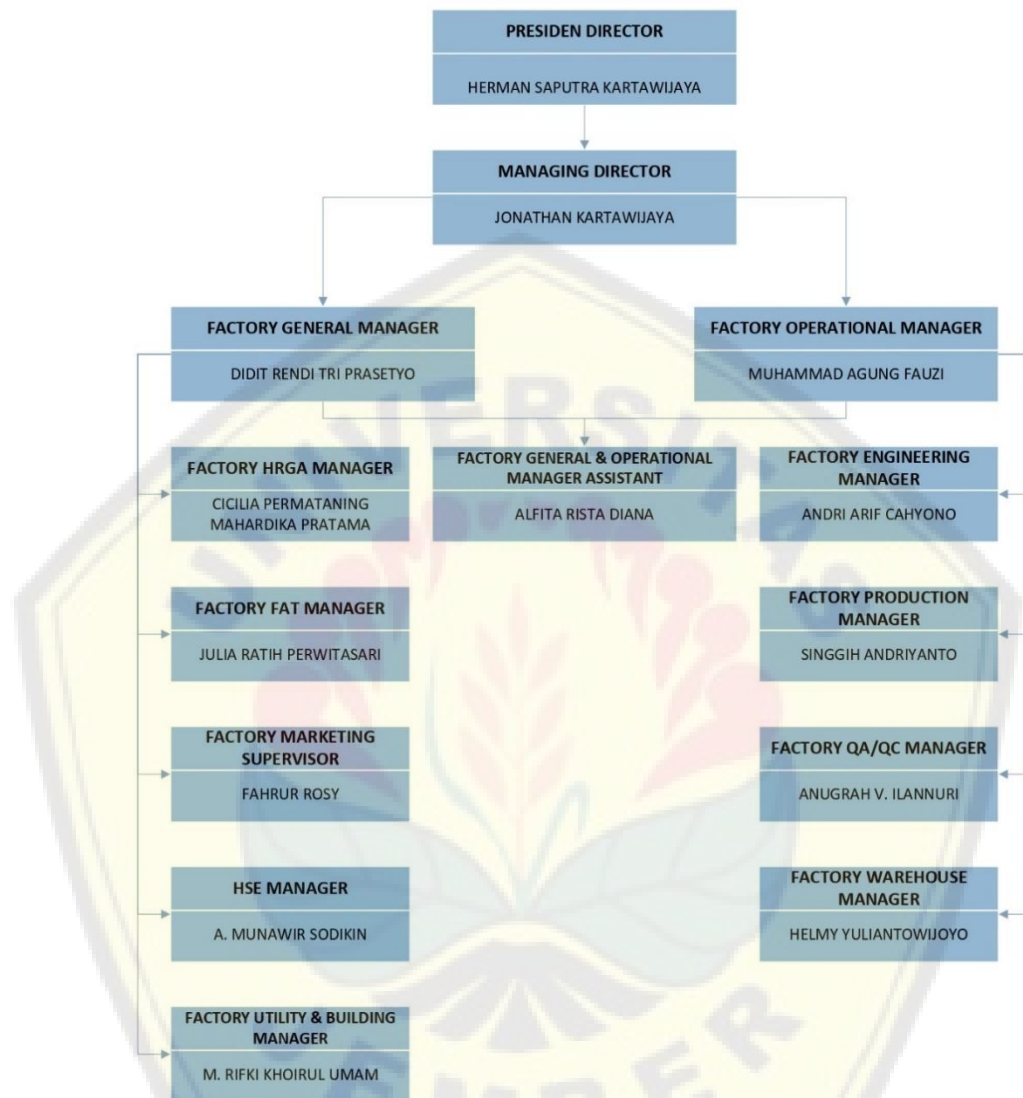 PRESIDEN DIRECTOR
HERMAN SAPUTRA KARTAWIJAYA
MANAGING DIRECTOR
JONATHAN KARTAWIJAYA
FACTORY GENERAL MANAGER
DIDIT RENDI TRI PRASETYO
FACTORY OPERATIONAL MANAGER
MUHAMMAD AGUNG FAUZI
FACTORY HRGA MANAGER
CICILIA PERMATANING
MAHARDIKA PRATAMA
FACTORY GENERAL & OPERATIONAL
MANAGER ASSISTANT
ALFITA RISTA DIANA
FACTORY ENGINEERING
MANAGER
ANDRI ARIF CAHYONO
FACTORY FAT MANAGER
JULIA RATIH PERWITASARI
FACTORY PRODUCTION
MANAGER
SINGGIH ANDRIYANTO
FACTORY MARKETING
SUPERVISOR
FAHRUR ROSY
FACTORY QA/QC MANAGER
ANUGRAH V. ILANNURI
HSE MANAGER
A. MUNAWIR SODIKIN
FACTORY WAREHOUSE
MANAGER
HELMY YULIANTOWIJOYO
FACTORY UTILITY & BUILDING
MANAGER
M. RIFKI KHOIRUL UMAM
UNIVERSITAS